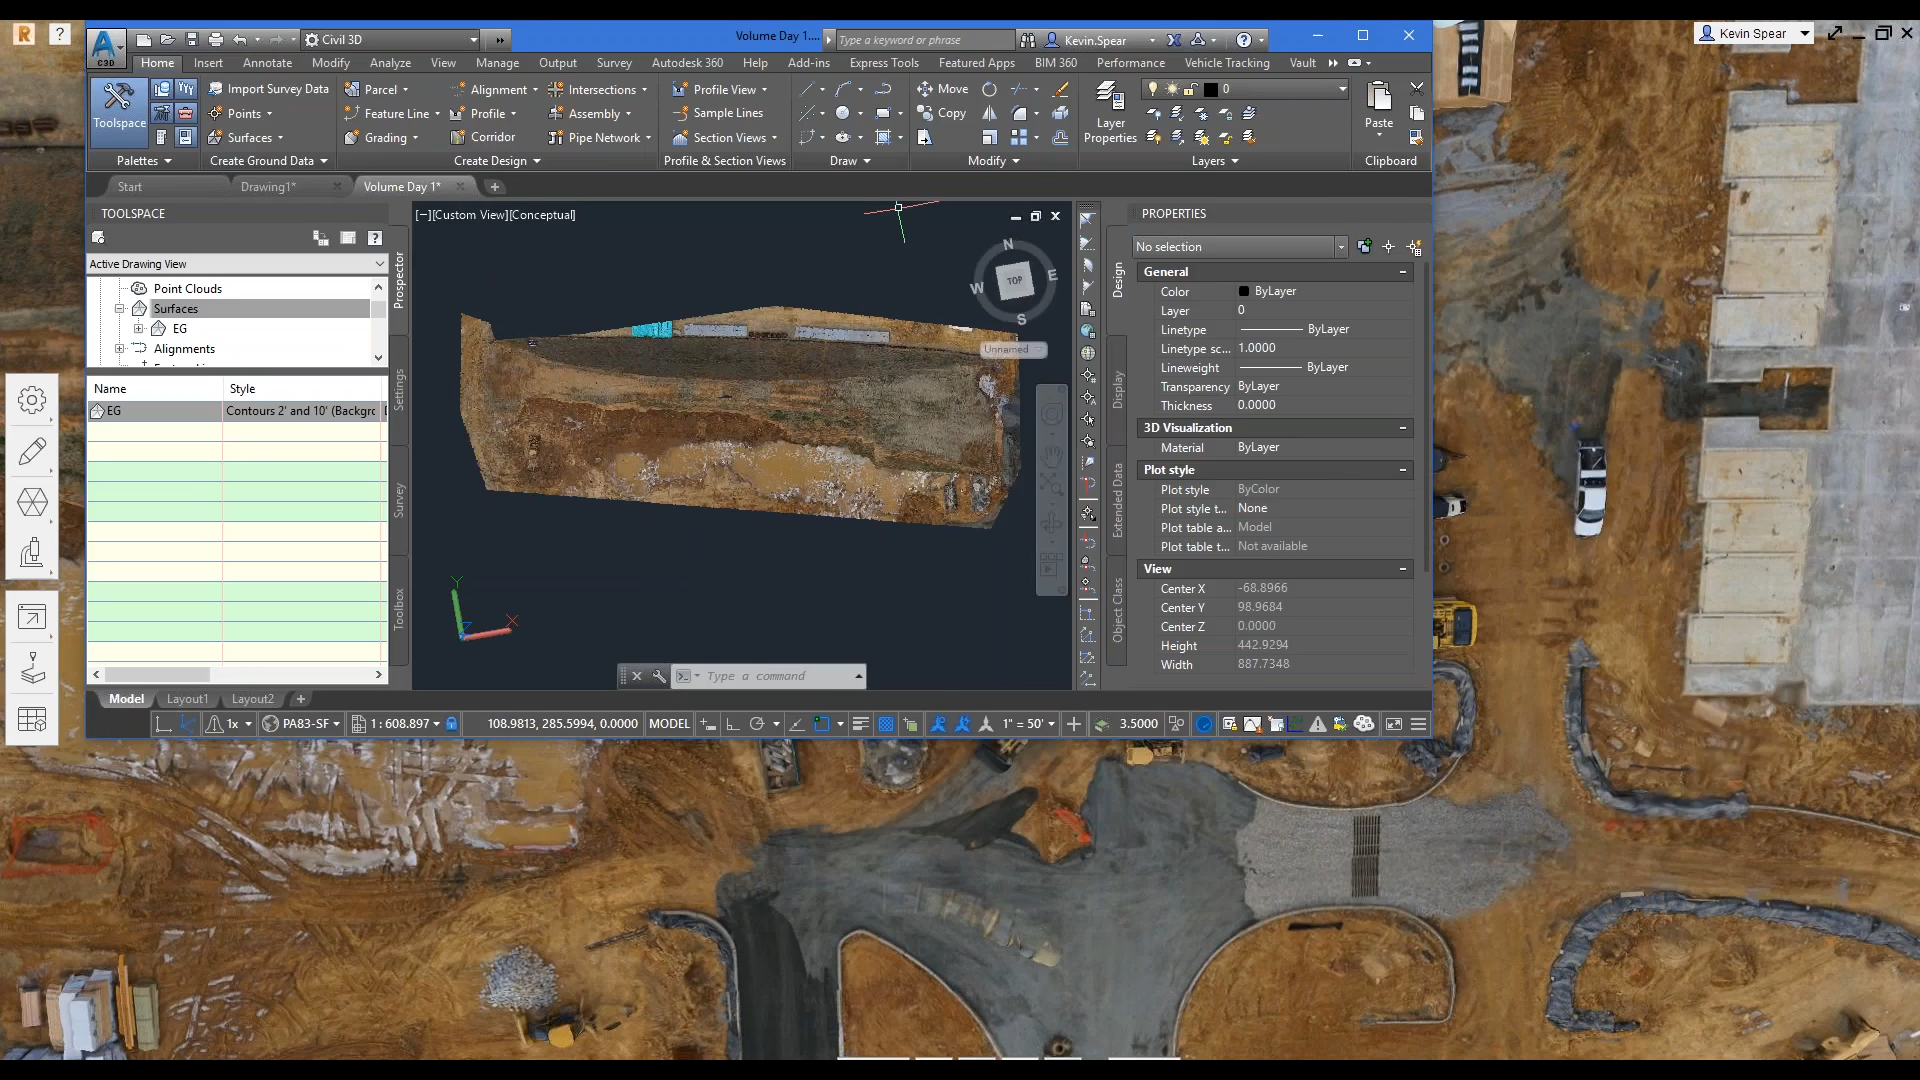 R ?
Kevin Spear
A C3D Civil 3D Volume Day 1.... Type a keyword or phrase Kevin.Spear ?
Home Insert Annotate Modify Analyze View Manage Output Survey Autodesk 360 Help Add-ins Express Tools Featured Apps BIM 360 Performance Vehicle Tracking Vault
Toolspace
Import Survey Data
Points
Surfaces
Parcel
Feature Line
Grading
Alignment
Profile
Corridor
Intersections
Assembly
Pipe Network
Profile View
Sample Lines
Section Views
Move
Copy
Layer
Properties
0
Paste
Palettes Create Ground Data Create Design Profile & Section Views Draw Modify Layers Clipboard
Start Drawing1* Volume Day 1*
TOOLSPACE
?
Active Drawing View
Point Clouds
Surfaces
EG
Alignments
Name Style
EG Contours 2' and 10' (Backgrc
Prospector
Settings
Survey
Toolbox
[−][Custom View][Conceptual]
N
W TOP E
S
Unnamed
Y
Z
X
Type a command
Design
Display
Extended Data
Object Class
PROPERTIES
No selection
General
Color ByLayer
Layer 0
Linetype ByLayer
Linetype sc... 1.0000
Lineweight ByLayer
Transparency ByLayer
Thickness 0.0000
3D Visualization
Material ByLayer
Plot style
Plot style ByColor
Plot style t... None
Plot table a... Model
Plot table t... Not available
View
Center X -68.8966
Center Y 98.9684
Center Z 0.0000
Height 442.9294
Width 887.7348
Model Layout1 Layout2
1x PA83-SF 1 : 608.897 108.9813, 285.5994, 0.0000 MODEL 1" = 50' 3.5000